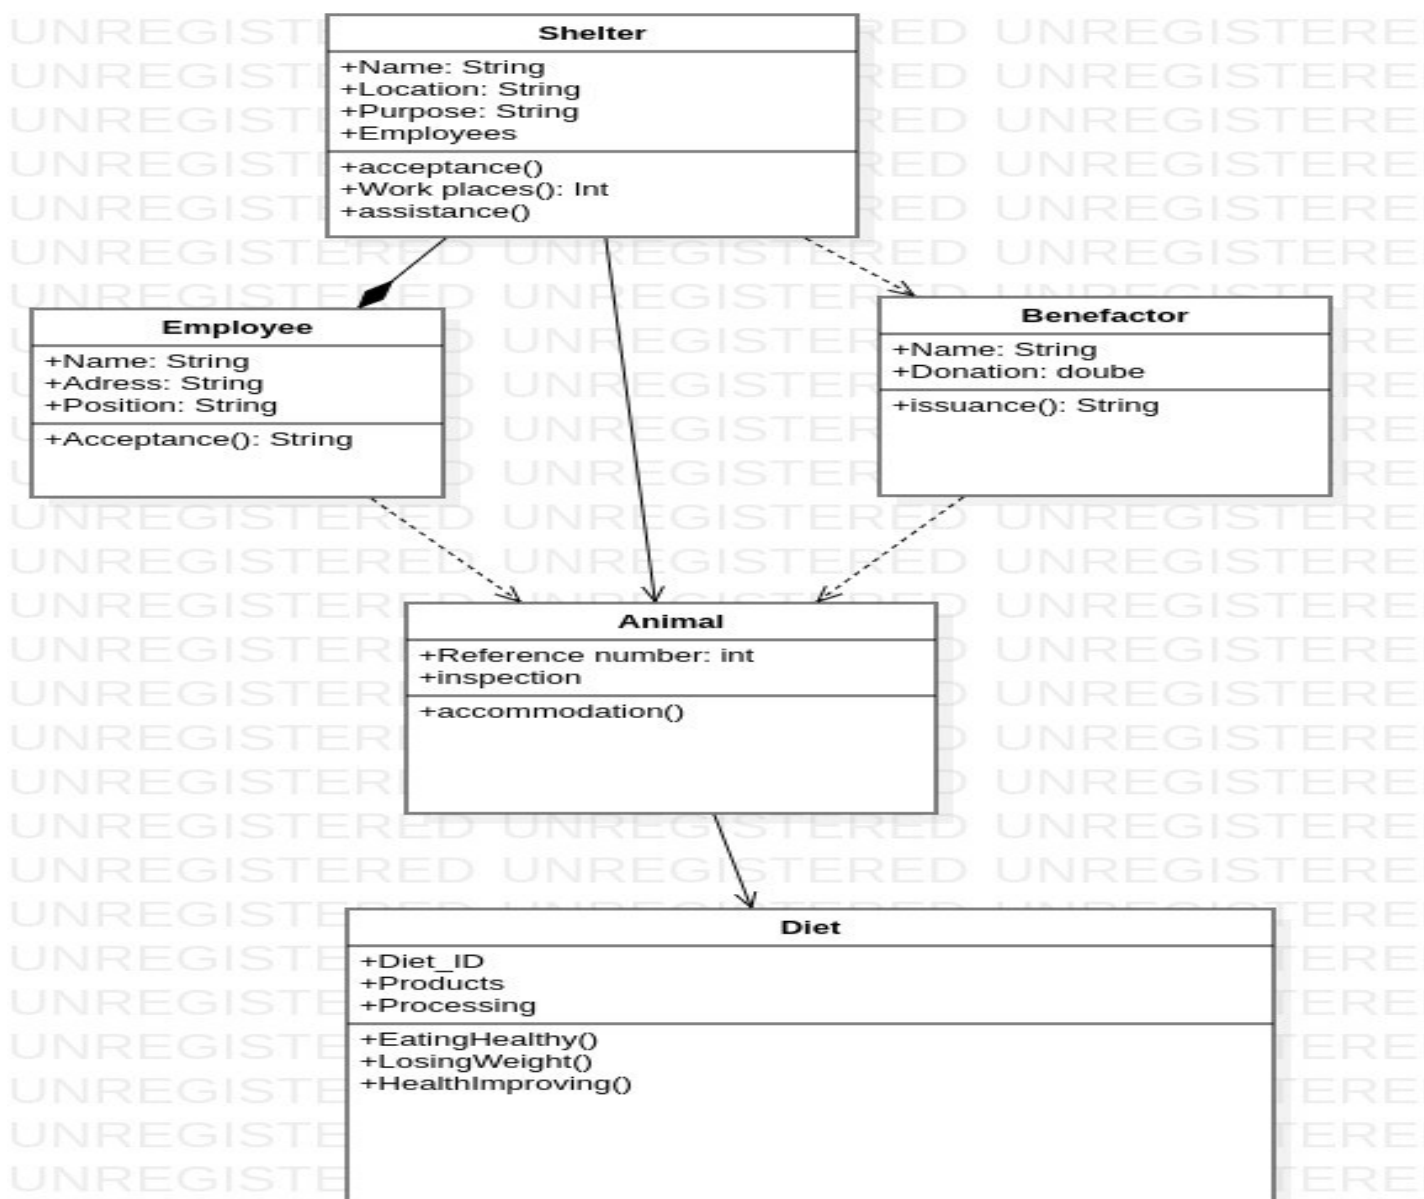 Shelter
+Name: String
+Location: String
+Purpose: String
+Employees
+acceptance()
+Work places(): Int
+assistance()
Employee
+Name: String
+Adress: String
+Position: String
+Acceptance(): String
Benefactor
+Name: String
+Donation: doube
+issuance(): String
Animal
+Reference number: int
+inspection
+accommodation()
Diet
+Diet_ID
+Products
+Processing
+EatingHealthy()
+LosingWeight()
+HealthImproving()
UNREGISTERED